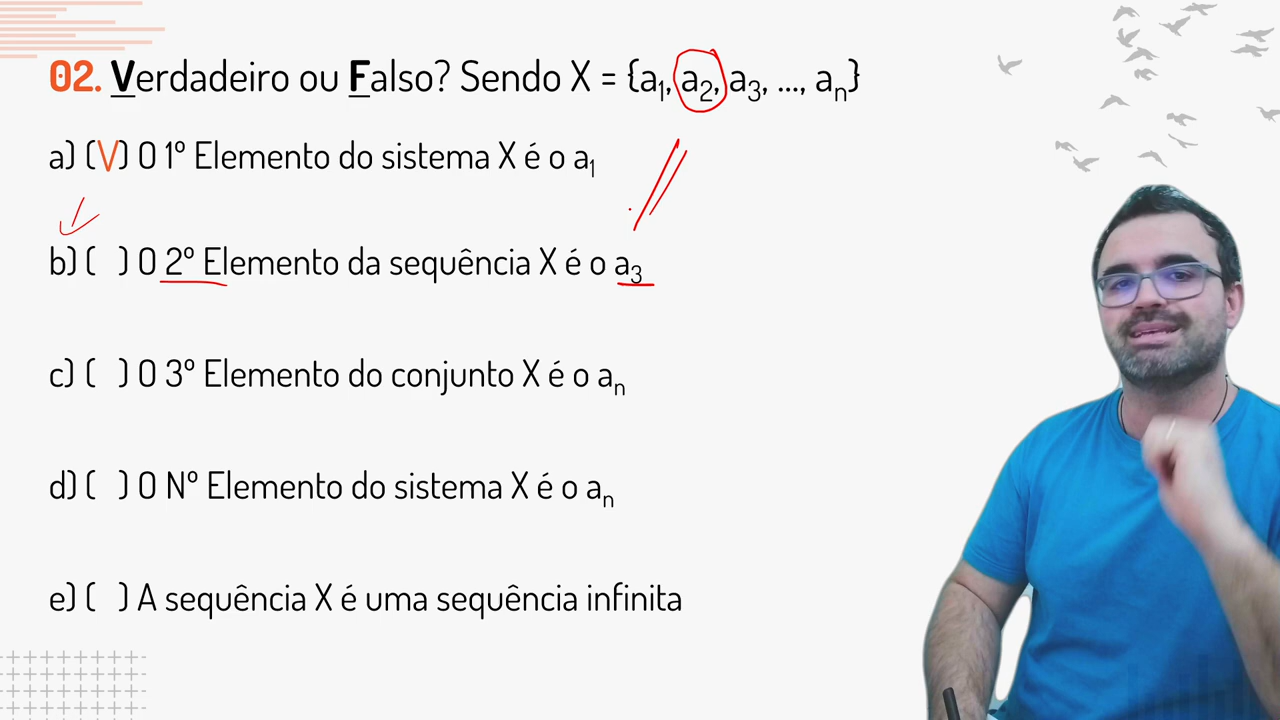 02. Verdadeiro ou Falso? Sendo X = {a₁, a₂, a₃, ..., aₙ}
a) (V) O 1º Elemento do sistema X é o a₁
b) ( ) O 2º Elemento da sequência X é o a₃
c) ( ) O 3º Elemento do conjunto X é o aₙ
d) ( ) O Nº Elemento do sistema X é o aₙ
e) ( ) A sequência X é uma sequência infinita